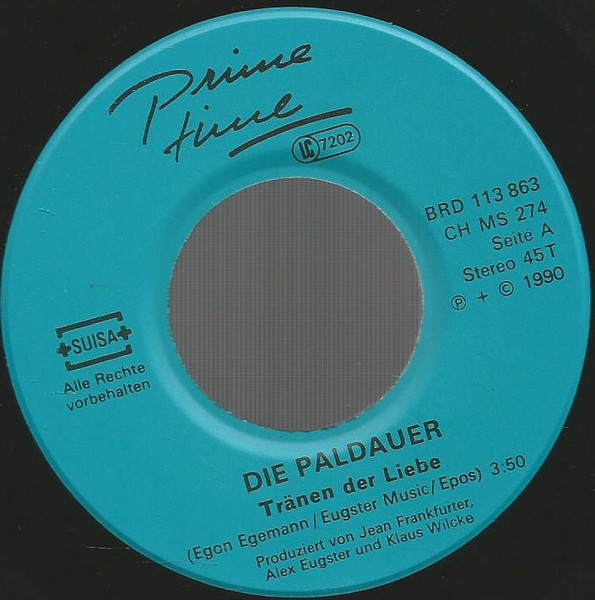 Prime
time
LC 7202
BRD 113 863
CH MS 274
Seite A
Stereo 45 T
Ⓟ + © 1990
+SUISA+
Alle Rechte
vorbehalten
DIE PALDAUER
Tränen der Liebe
(Egon Egemann/Eugster Music/Epos) 3:50
Produziert von Jean Frankfurter,
Alex Eugster und Klaus Wilcke